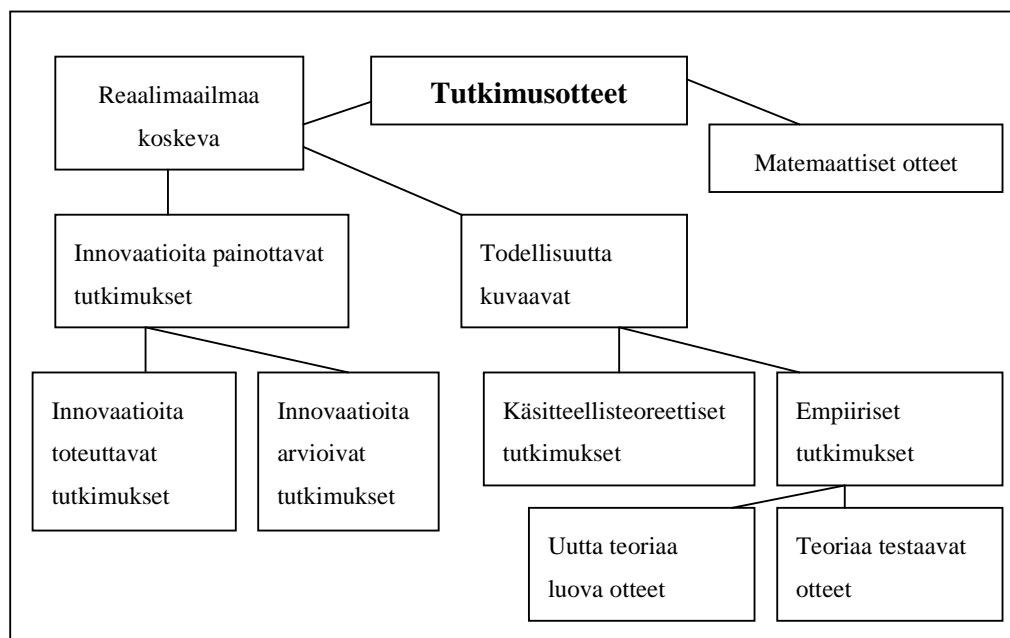 Tutkimusotteet
Reaalimaailmaa
koskeva
Matemaattiset otteet
Innovaatioita painottavat
tutkimukset
Todellisuutta
kuvaavat
Innovaatioita
toteuttavat
tutkimukset
Innovaatioita
arvioivat
tutkimukset
Käsitteellisteoreettiset
tutkimukset
Empiiriset
tutkimukset
Uutta teoriaa
luova otteet
Teoriaa testaavat
otteet